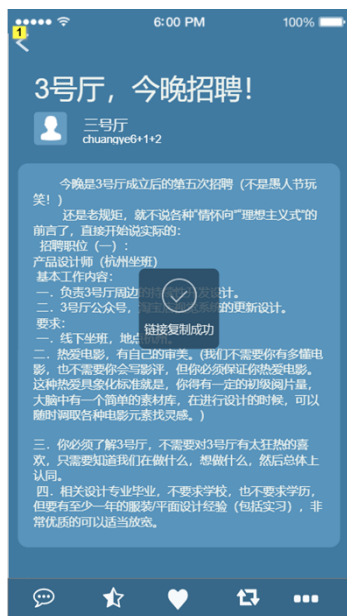 6:00 PM
100%
1
3号厅，今晚招聘！
三号厅
chuangye6+1+2
今晚是3号厅成立后的第五次招聘（不是愚人节玩
笑！)
还是老规矩，就不说各种"情怀向""理想主义式"的
前言了，直接开始说实际的：
招聘职位（一）：
产品设计师（杭州坐班）
基本工作内容：
一．负责3号厅周边的 设计。
二．3号厅公众号， 的更新设计。
链接复制成功
要求：
一．线下坐班，地点
二．热爱电影，有自己的审美。(我们不需要你有多懂电
影，也不需要你会写影评，但你必须保证你热爱电影。
这种热爱具象化标准就是，你得有一定的初级阅片量，
大脑中有一个简单的素材库，在进行设计的时候，可以
随时调取各种电影元素找灵感。)
三．你必须了解3号厅，不需要对3号厅有太狂热的喜
欢，只需要知道我们在做什么，想做什么，然后总体上
认同。
四．相关设计专业毕业，不要求学校，也不要求学历，
但要有至少一年的服装/平面设计经验（包括实习），非
常优质的可以适当放宽。